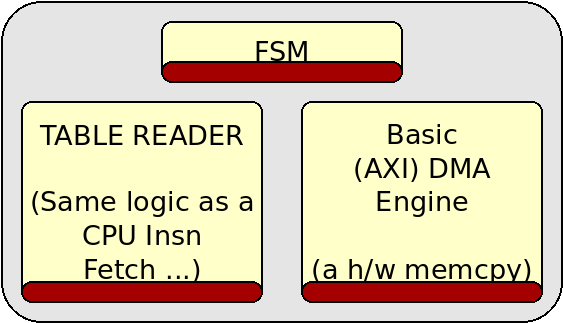 FSM
TABLE READER
(Same logic as a
CPU Insn
Fetch ...)
Basic
(AXI) DMA
Engine
(a h/w memcpy)